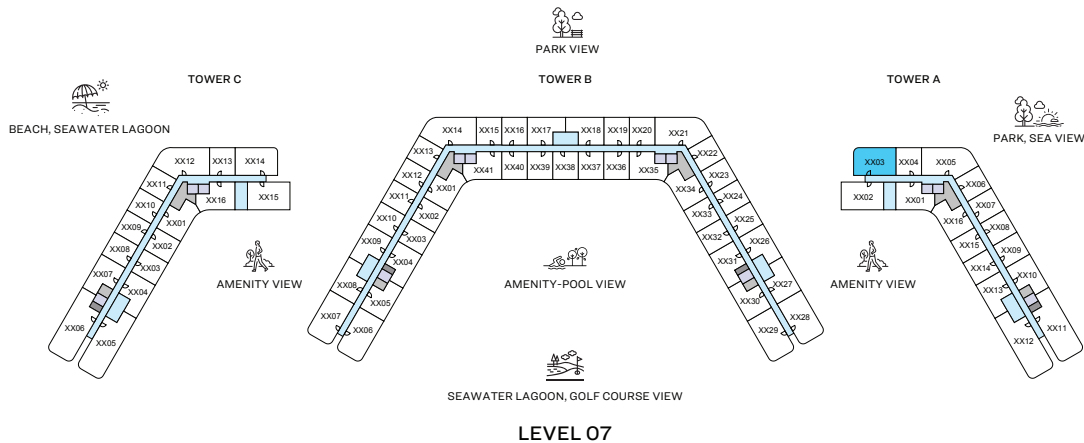 PARK VIEW
TOWER C
TOWER B
TOWER A
BEACH, SEAWATER LAGOON
PARK, SEA VIEW
XX12
XX13
XX14
XX11
XX10
XX09
XX08
XX07
XX06
XX05
XX04
XX03
XX02
XX01
XX16
XX15
AMENITY VIEW
XX14
XX15
XX16
XX17
XX18
XX19
XX20
XX21
XX13
XX12
XX11
XX10
XX09
XX08
XX07
XX06
XX05
XX04
XX03
XX02
XX01
XX41
XX40
XX39
XX38
XX37
XX36
XX35
XX34
XX33
XX32
XX31
XX30
XX29
XX28
XX27
XX26
XX25
XX24
XX23
XX22
AMENITY-POOL VIEW
XX03
XX04
XX05
XX02
XX01
XX06
XX07
XX08
XX09
XX10
XX11
XX12
XX13
XX14
XX15
XX16
AMENITY VIEW
SEAWATER LAGOON, GOLF COURSE VIEW
LEVEL 07